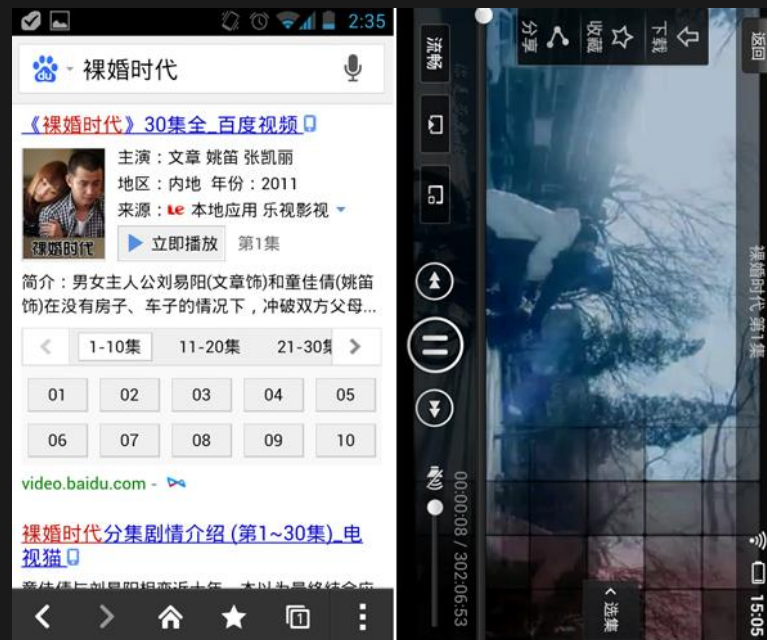 2:35
du
裸婚时代
《裸婚时代》30集全_百度视频
主演：文章 姚笛 张凯丽
地区：内地 年份：2011
来源：Le 本地应用 乐视影视
裸婚时代
立即播放 第1集
简介：男女主人公刘易阳(文章饰)和童佳倩(姚笛
饰)在没有房子、车子的情况下，冲破双方父母...
< 1-10集 11-20集 21-30集 >
01 02 03 04 05
06 07 08 09 10
video.baidu.com -
裸婚时代分集剧情介绍 (第1~30集)_电
视猫
1
返回
裸婚时代 第1集
15:05
下载
收藏
分享
< 选集
流畅
00:00:08 / 302:06:53